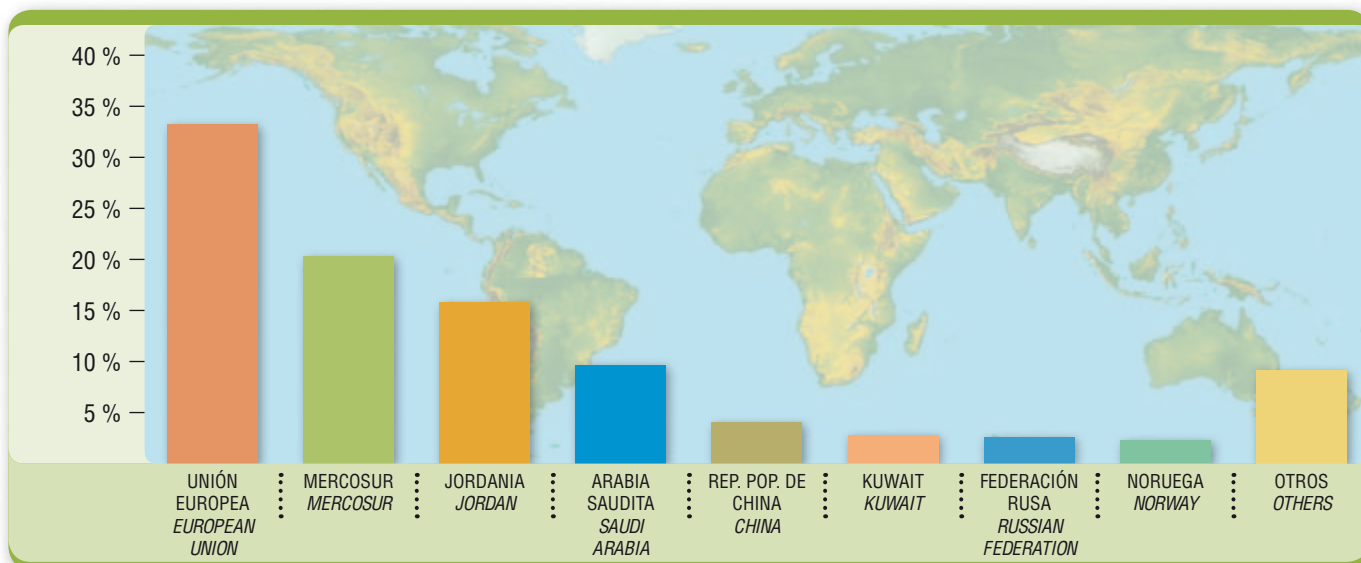 40 %
35 %
30 %
25 %
20 %
15 %
10 %
5 %
UNIÓN
EUROPEA
EUROPEAN
UNION
MERCOSUR
MERCOSUR
JORDANIA
JORDAN
ARABIA
SAUDITA
SAUDI
ARABIA
REP. POP. DE
CHINA
CHINA
KUWAIT
KUWAIT
FEDERACIÓN
RUSA
RUSSIAN
FEDERATION
NORUEGA
NORWAY
OTROS
OTHERS